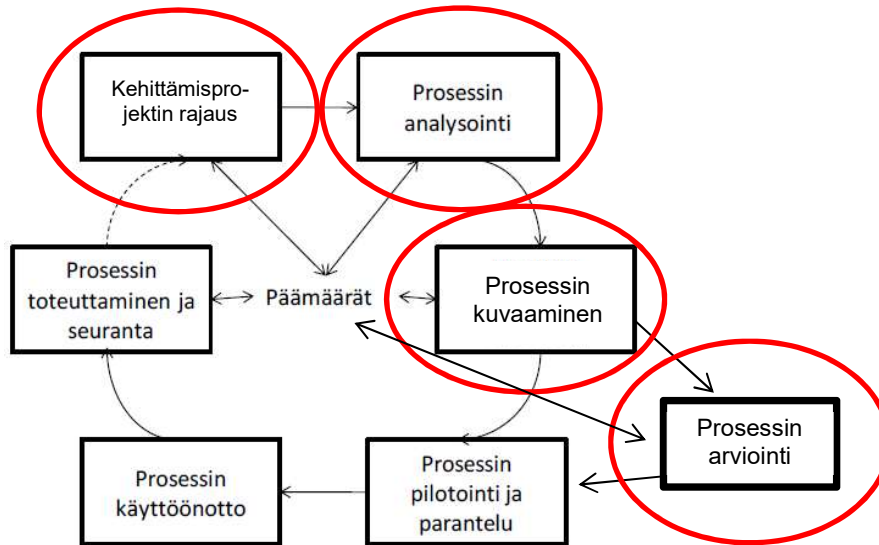 Kehittämispro-
jektin rajaus
Prosessin
analysointi
Prosessin
toteuttaminen ja
seuranta
Päämäärät
Prosessin
kuvaaminen
Prosessin
arviointi
Prosessin
käyttöönotto
Prosessin
pilotointi ja
parantelu